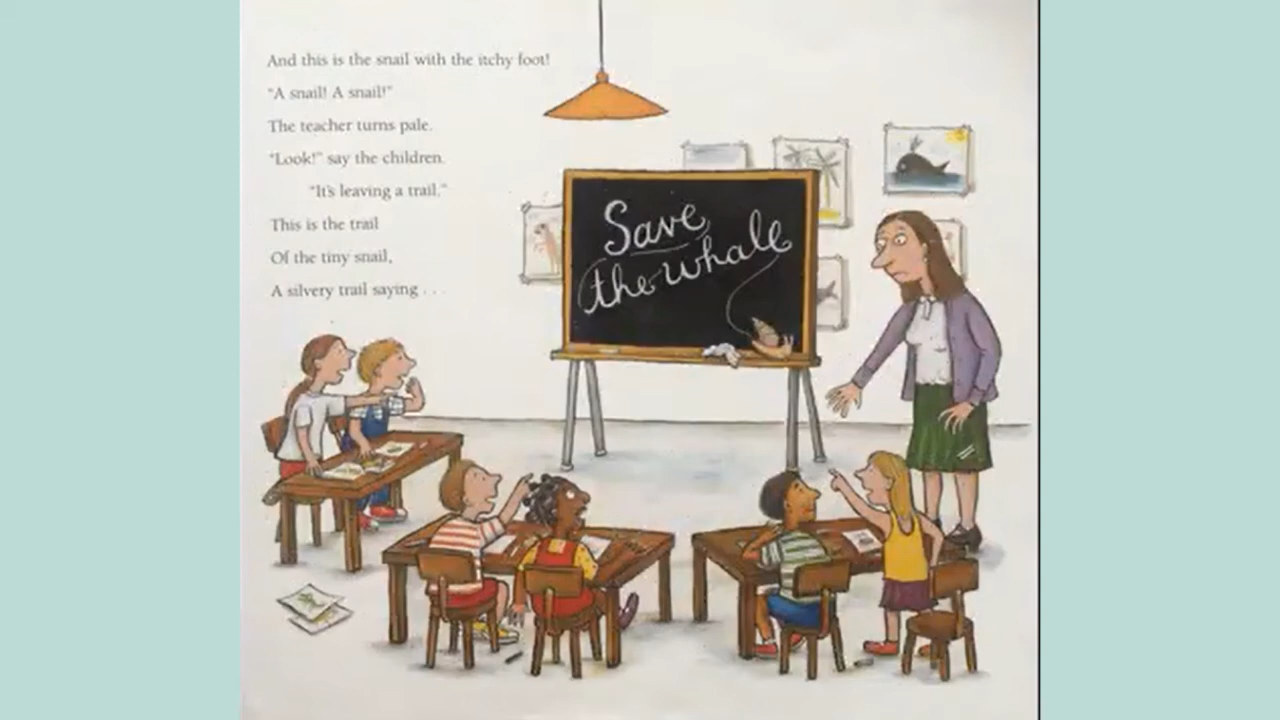 And this is the snail with the itchy foot!
“A snail! A snail!”
The teacher turns pale.
“Look!” say the children.
“It’s leaving a trail.”
This is the trail
Of the tiny snail,
A silvery trail saying . . .
Save
the whale